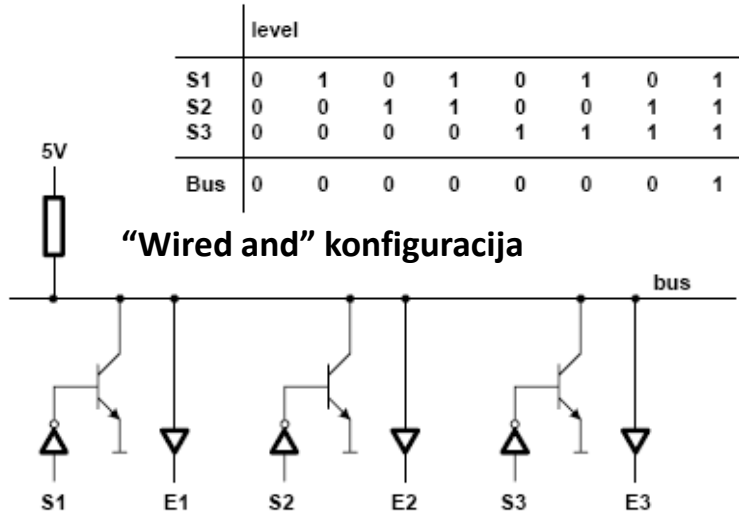 level
S1 0 1 0 1 0 1 0 1
S2 0 0 1 1 0 0 1 1
S3 0 0 0 0 1 1 1 1
5V
Bus 0 0 0 0 0 0 0 1
“Wired and” konfiguracija
bus
S1 E1 S2 E2 S3 E3